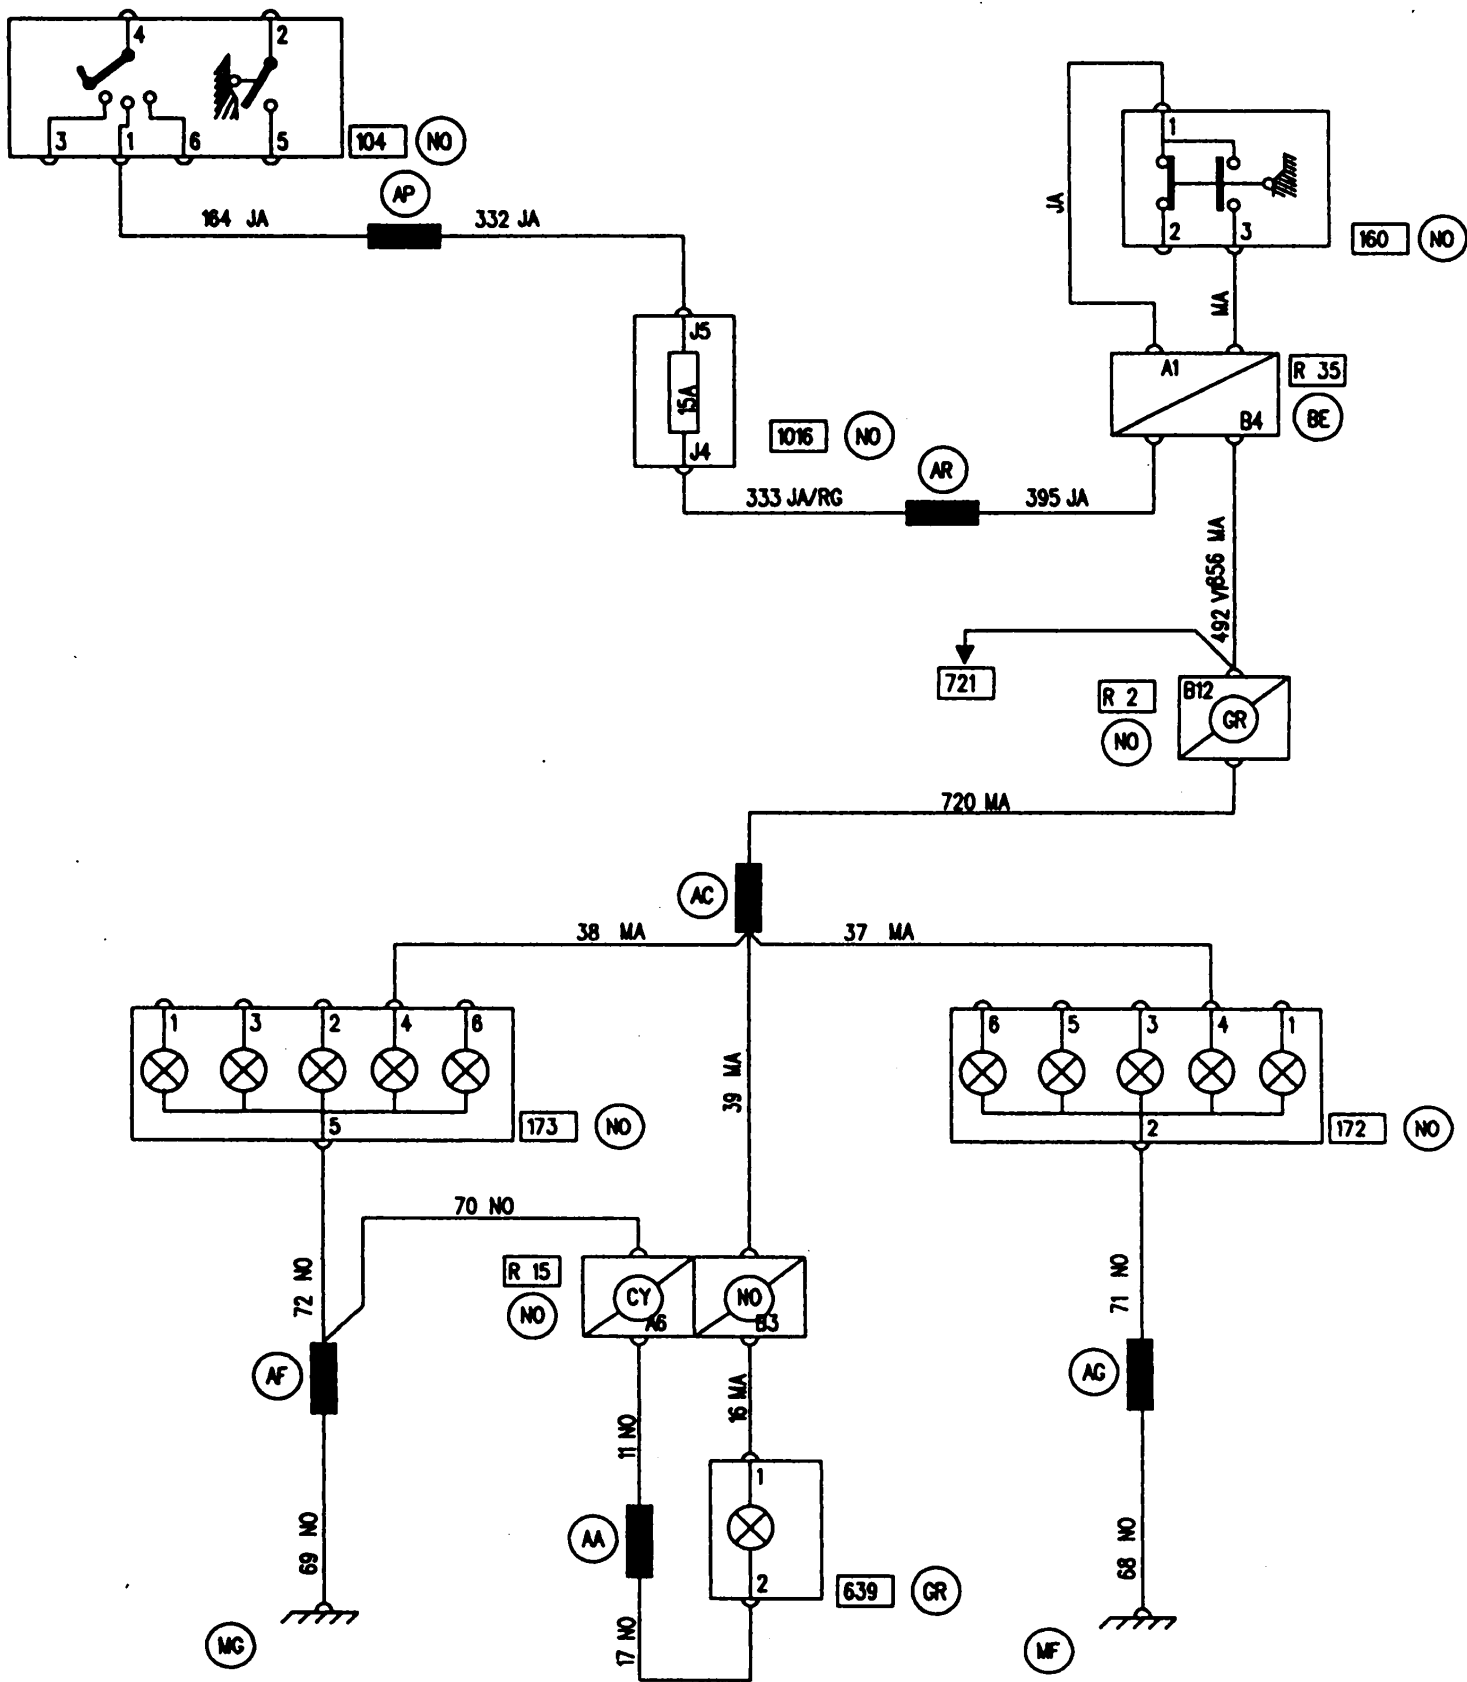 4 2
3 1 6 5
104 NO
AP
164 JA 332 JA
1
JA
2 3
160 NO
MA
J5
15A
J4
1016 NO
A1
B4
R 35
BE
AR
333 JA/RG 395 JA
856 MA
492 VI
721
R 2
NO
B12
GR
720 MA
AC
38 MA 37 MA
1 3 2 4 6
5
173 NO
6 5 3 4 1
2
172 NO
39 MA
70 NO
72 NO
R 15
NO
CY
A6
NO
B3
71 NO
AF
AG
11 NO
16 MA
1
AA
2
639 GR
69 NO
17 NO
68 NO
MG
MF